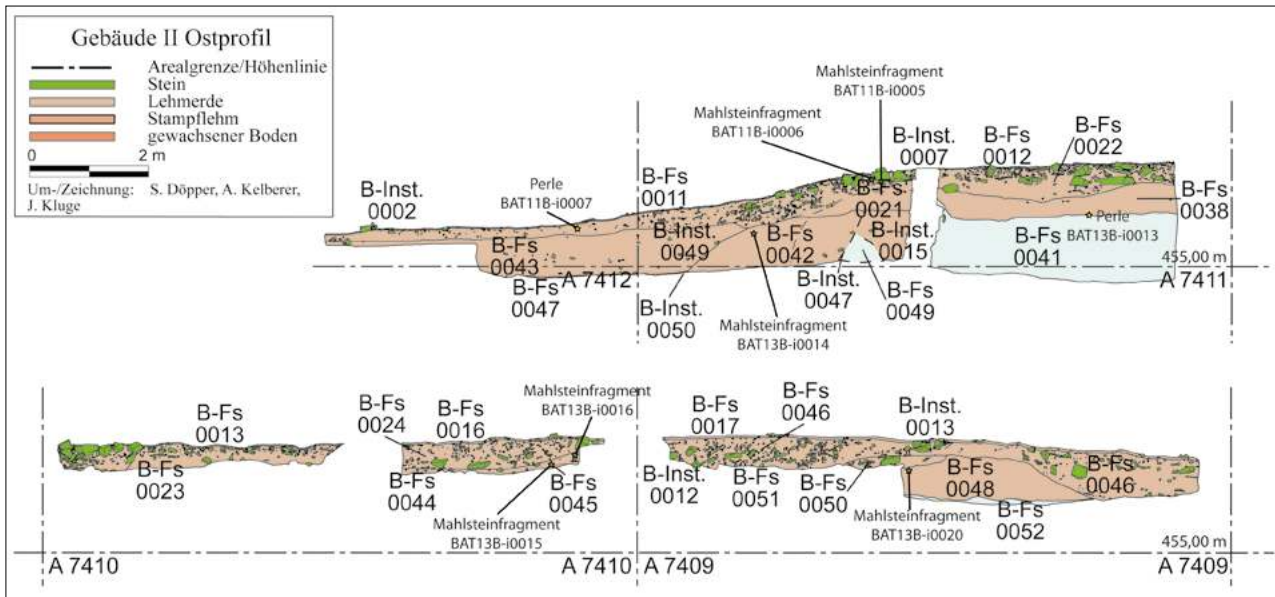 Gebäude II Ostprofil
Arealgrenze/Höhenlinie
Stein
Lehmerde
Stampflehm
gewachsener Boden
0 2 m
Um-/Zeichnung: S. Döpper, A. Kelberer,
J. Kluge
Mahlsteinfragment
BAT11B-i0005
Mahlsteinfragment
BAT11B-i0006
B-Inst.
0007
B-Fs
0012
B-Fs
0022
B-Inst.
0002
Perle
BAT11B-i0007
B-Fs
0011
B-Fs
0021
B-Fs
0038
B-Fs
0043
B-Inst.
0049
B-Fs
0042
B-Inst.
0015
Perle
BAT13B-i0013
B-Fs
0041
455,00 m
B-Fs
0047
A 7412
B-Inst.
0050
B-Inst.
0047
B-Fs
0049
A 7411
Mahlsteinfragment
BAT13B-i0014
B-Fs
0013
B-Fs
0023
B-Fs
0024
B-Fs
0016
Mahlsteinfragment
BAT13B-i0016
B-Fs
0044
B-Fs
0045
Mahlsteinfragment
BAT13B-i0015
B-Fs
0017
B-Fs
0046
B-Inst.
0013
B-Inst.
0012
B-Fs
0051
B-Fs
0050
B-Fs
0048
B-Fs
0046
Mahlsteinfragment
BAT13B-i0020
B-Fs
0052
455,00 m
A 7410
A 7410
A 7409
A 7409